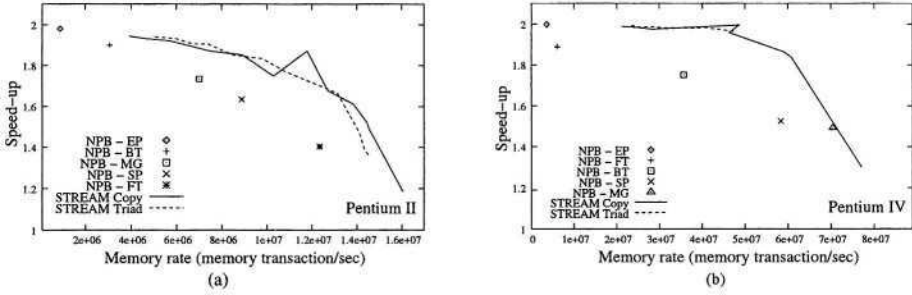 2
1.8
1.6
1.4
1.2
1
Speed-up
NPB - EP
NPB - BT
NPB - MG
NPB - SP
NPB - FT
STREAM Copy
STREAM Triad
Pentium II
2e+06 4e+06 6e+06 8e+06 1e+07 1.2e+07 1.4e+07 1.6e+07
Memory rate (memory transaction/sec)
(a)
2
1.8
1.6
1.4
1.2
1
Speed-up
NPB - EP
NPB - FT
NPB - BT
NPB - SP
NPB - MG
STREAM Copy
STREAM Triad
Pentium IV
0 1e+07 2e+07 3e+07 4e+07 5e+07 6e+07 7e+07 8e+07
Memory rate (memory transaction/sec)
(b)